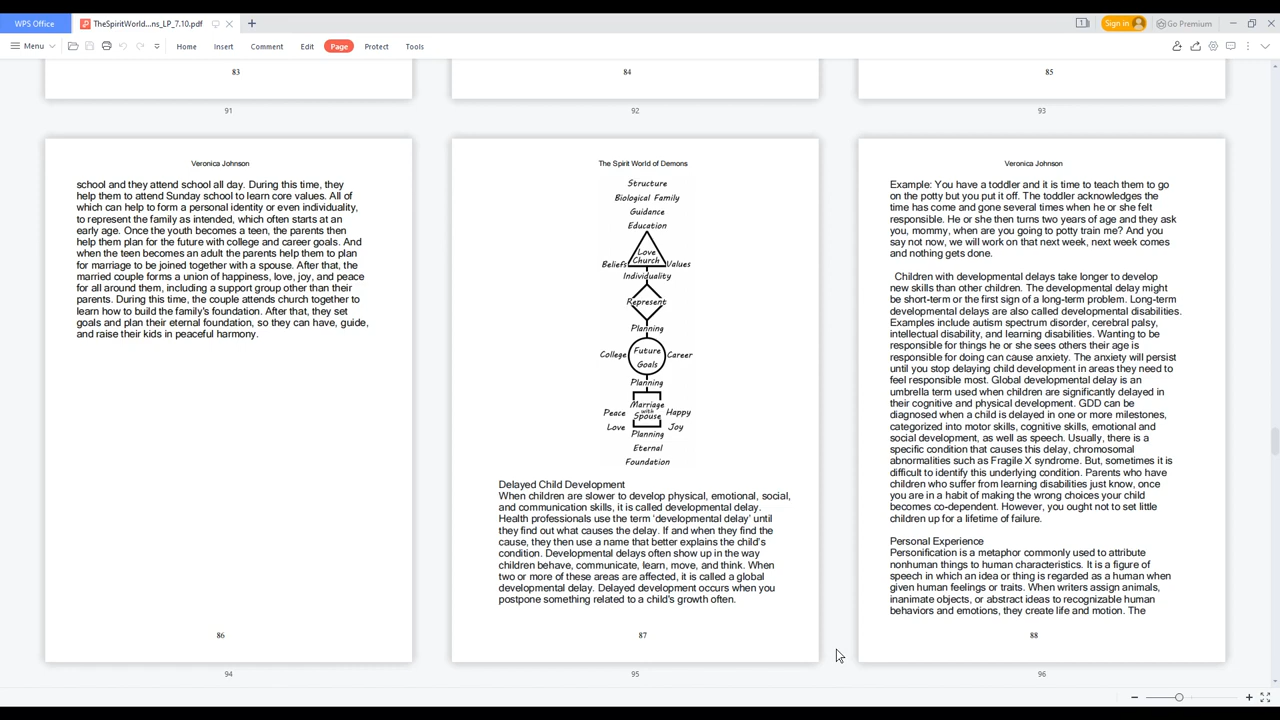 WPS Office
TheSpiritWorld...ns_LP_7.10.pdf
Sign in
Go Premium
Menu
Home
Insert
Comment
Edit
Page
Protect
Tools
83
84
85
91
92
93
Veronica Johnson
school and they attend school all day. During this time, they
help them to attend Sunday school to learn core values. All of
which can help to form a personal identity or even individuality,
to represent the family as intended, which often starts at an
early age. Once the youth becomes a teen, the parents then
help them plan for the future with college and career goals. And
when the teen becomes an adult the parents help them to plan
for marriage to be joined together with a spouse. After that, the
married couple forms a union of happiness, love, joy, and peace
for all around them, including a support group other than their
parents. During this time, the couple attends church together to
learn how to build the family's foundation. After that, they set
goals and plan their eternal foundation, so they can have, guide,
and raise their kids in peaceful harmony.
86
94
The Spirit World of Demons
Structure
Biological Family
Guidance
Education
Love
Church
Beliefs Values
Individuality
Represent
Planning
College Future Goals Career
Planning
Marriage
with
Spouse
Peace Happy
Love Joy
Planning
Eternal
Foundation
Delayed Child Development
When children are slower to develop physical, emotional, social,
and communication skills, it is called developmental delay.
Health professionals use the term 'developmental delay' until
they find out what causes the delay. If and when they find the
cause, they then use a name that better explains the child's
condition. Developmental delays often show up in the way
children behave, communicate, learn, move, and think. When
two or more of these areas are affected, it is called a global
developmental delay. Delayed development occurs when you
postpone something related to a child's growth often.
87
95
Veronica Johnson
Example: You have a toddler and it is time to teach them to go
on the potty but you put it off. The toddler acknowledges the
time has come and gone several times when he or she felt
responsible. He or she then turns two years of age and they ask
you, mommy, when are you going to potty train me? And you
say not now, we will work on that next week, next week comes
and nothing gets done.
Children with developmental delays take longer to develop
new skills than other children. The developmental delay might
be short-term or the first sign of a long-term problem. Long-term
developmental delays are also called developmental disabilities.
Examples include autism spectrum disorder, cerebral palsy,
intellectual disability, and learning disabilities. Wanting to be
responsible for things he or she sees others their age is
responsible for doing can cause anxiety. The anxiety will persist
until you stop delaying child development in areas they need to
feel responsible most. Global developmental delay is an
umbrella term used when children are significantly delayed in
their cognitive and physical development. GDD can be
diagnosed when a child is delayed in one or more milestones,
categorized into motor skills, cognitive skills, emotional and
social development, as well as speech. Usually, there is a
specific condition that causes this delay, chromosomal
abnormalities such as Fragile X syndrome. But, sometimes it is
difficult to identify this underlying condition. Parents who have
children who suffer from learning disabilities just know, once
you are in a habit of making the wrong choices your child
becomes co-dependent. However, you ought not to set little
children up for a lifetime of failure.
Personal Experience
Personification is a metaphor commonly used to attribute
nonhuman things to human characteristics. It is a figure of
speech in which an idea or thing is regarded as a human when
given human feelings or traits. When writers assign animals,
inanimate objects, or abstract ideas to recognizable human
behaviors and emotions, they create life and motion. The
88
96